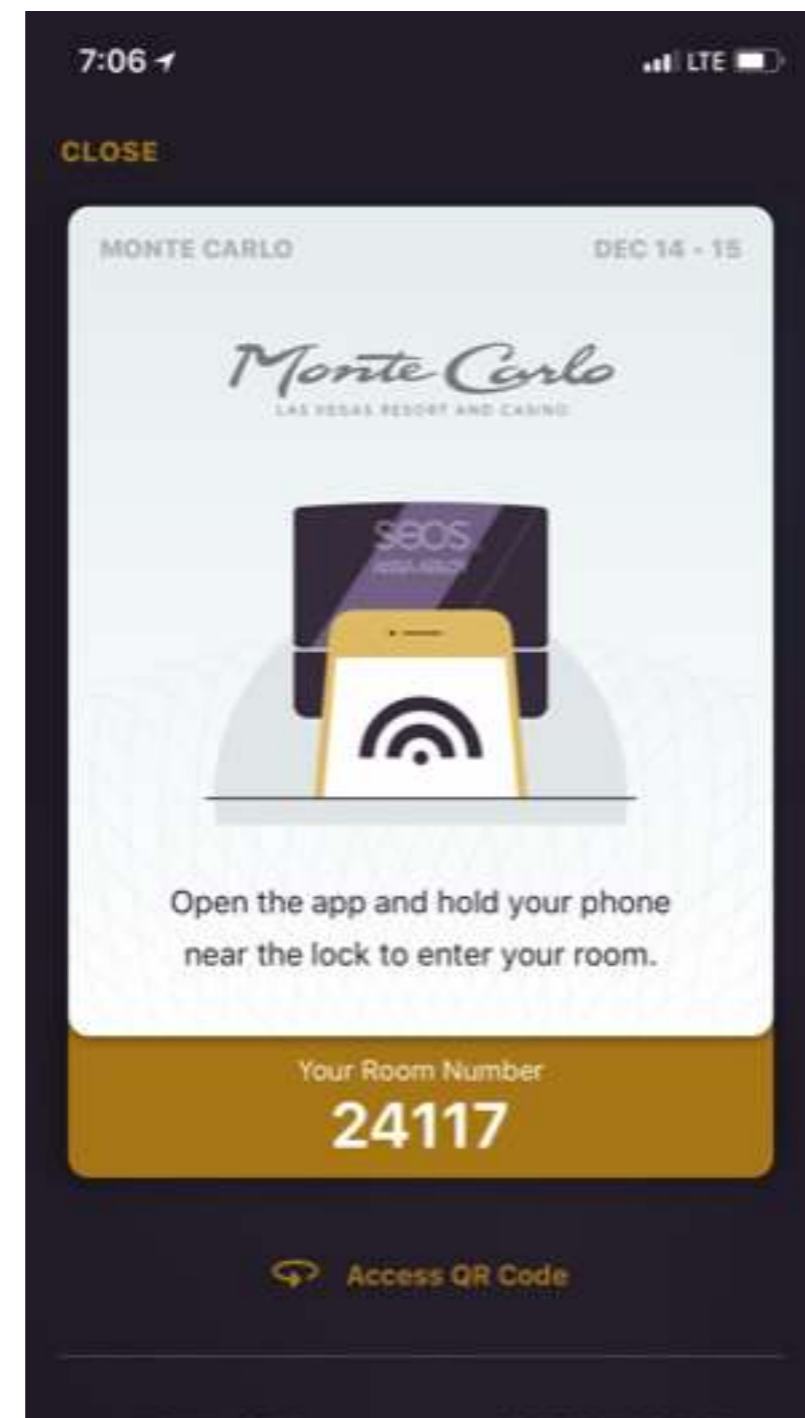 7:06
LTE
CLOSE
MONTE CARLO DEC 14 - 15
Monte Carlo
LAS VEGAS RESORT AND CASINO
seos
ASSA ABLOY
Open the app and hold your phone
near the lock to enter your room.
Your Room Number
24117
Access QR Code